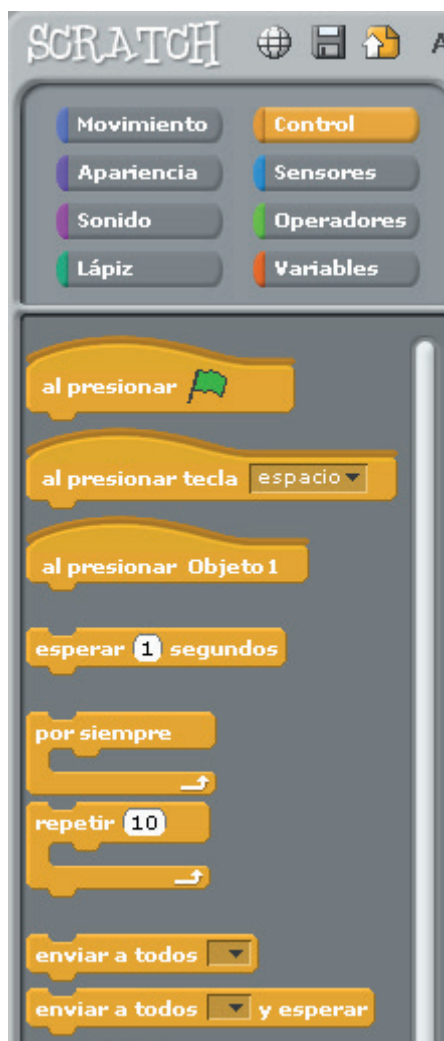 SCRATCH A
Movimiento Control
Apariencia Sensores
Sonido Operadores
Lápiz Variables
al presionar
al presionar tecla espacio
al presionar Objeto1
esperar 1 segundos
por siempre
repetir 10
enviar a todos
enviar a todos y esperar